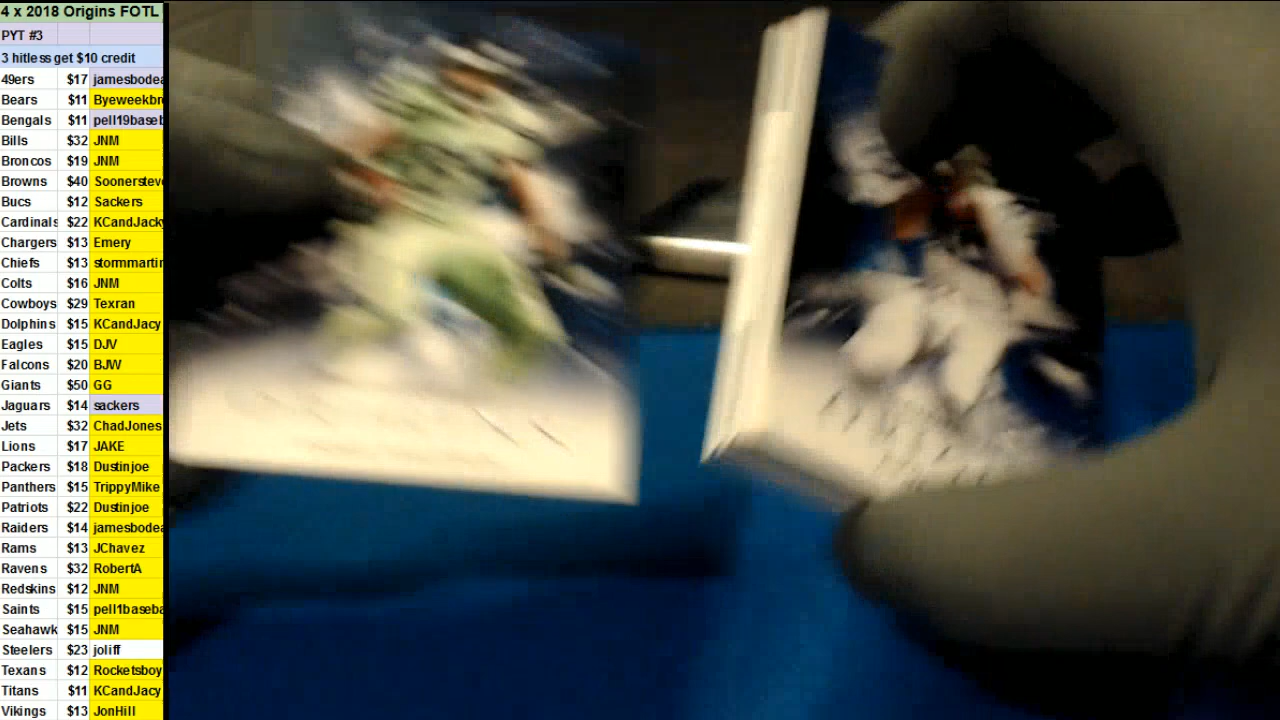 4 x 2018 Origins FOTL
PYT #3
3 hitless get $10 credit
49ers $17 jamesbodea
Bears $11 Byeweekbr
Bengals $11 pell19baseb
Bills $32 JNM
Broncos $19 JNM
Browns $40 Soonersteve
Bucs $12 Sackers
Cardinals $22 KCandJacky
Chargers $13 Emery
Chiefs $13 stormmartin
Colts $16 JNM
Cowboys $29 Texran
Dolphins $15 KCandJacy
Eagles $15 DJV
Falcons $20 BJW
Giants $50 GG
Jaguars $14 sackers
Jets $32 ChadJones
Lions $17 JAKE
Packers $18 Dustinjoe
Panthers $15 TrippyMike
Patriots $22 Dustinjoe
Raiders $14 jamesbodea
Rams $13 JChavez
Ravens $32 RobertA
Redskins $12 JNM
Saints $15 pell1baseba
Seahawk $15 JNM
Steelers $23 joliff
Texans $12 Rocketsboy
Titans $11 KCandJacy
Vikings $13 JonHill